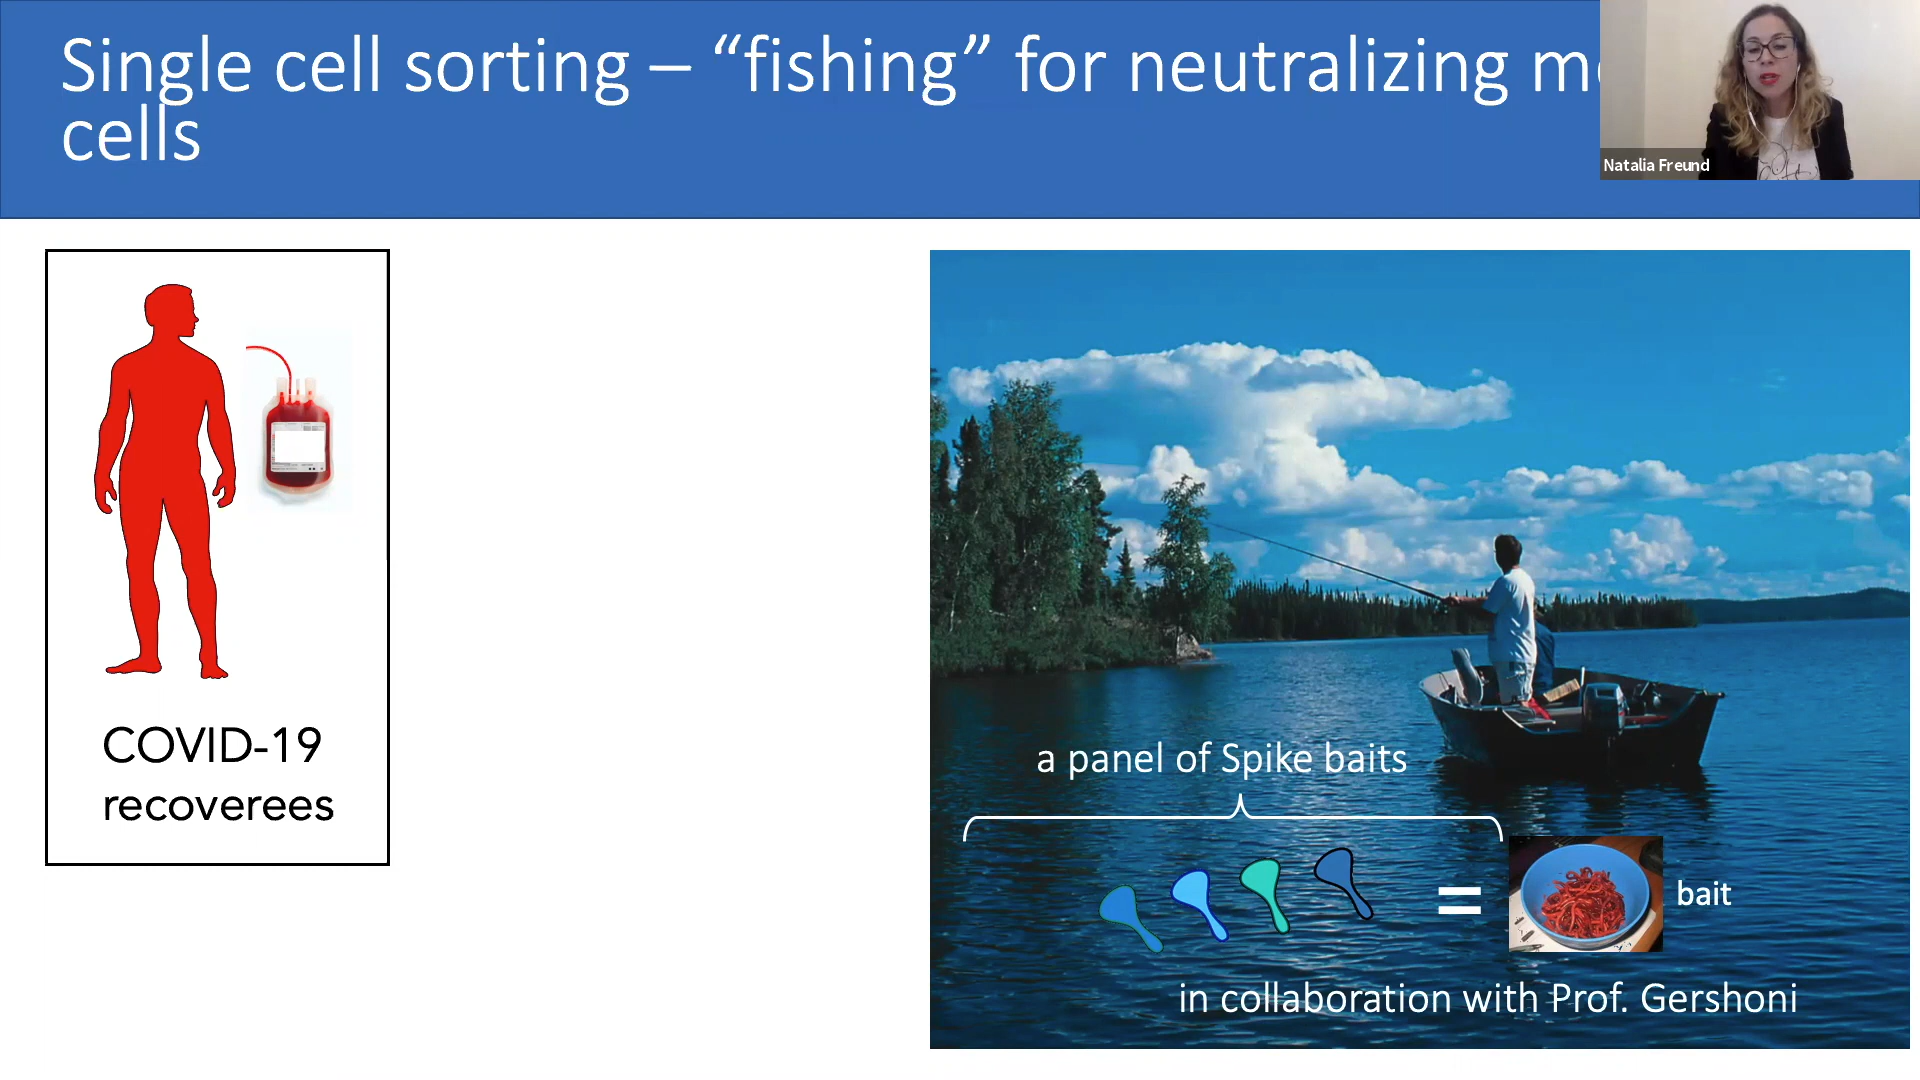 Single cell sorting – “fishing” for neutralizing
cells
Natalia Freund
COVID-19
recoverees
a panel of Spike baits
=
bait
in collaboration with Prof. Gershoni